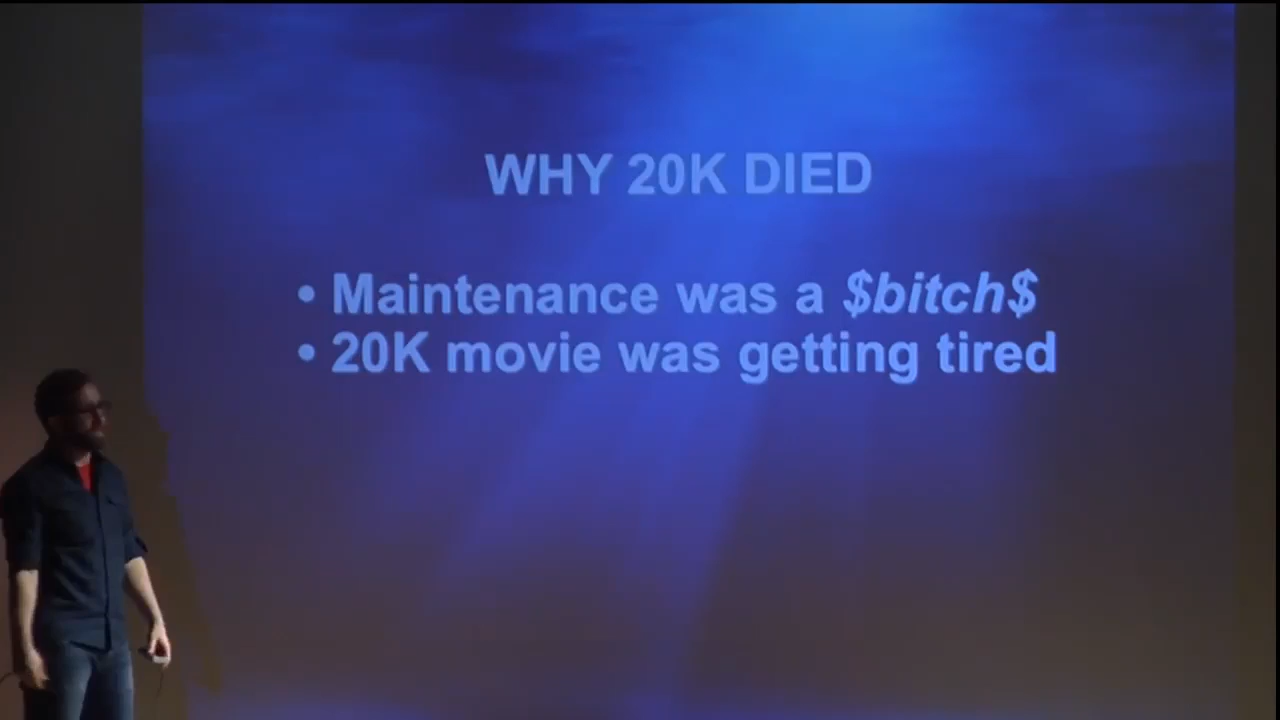 WHY 20K DIED
• Maintenance was a $bitch$
• 20K movie was getting tired